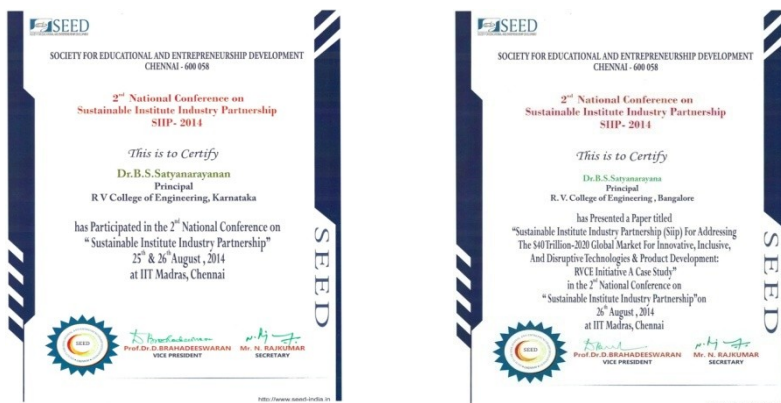 SEED
SOCIETY FOR EDUCATIONAL AND ENTREPRENEURSHIP DEVELOPMENT
CHENNAI - 600 058
2nd National Conference on
Sustainable Institute Industry Partnership
SIIP- 2014
This is to Certify
Dr.B.S.Satyanarayanan
Principal
R V College of Engineering, Karnataka
has Participated in the 2nd National Conference on
“ Sustainable Institute Industry Partnership”
25th & 26th August , 2014
at IIT Madras, Chennai
SEED
SEED
Prof.Dr.D.BRAHADEESWARAN Mr. N. RAJKUMAR
VICE PRESIDENT SECRETARY
http://www.seed-india.in
SEED
SOCIETY FOR EDUCATIONAL AND ENTREPRENEURSHIP DEVELOPMENT
CHENNAI - 600 058
2nd National Conference on
Sustainable Institute Industry Partnership
SIIP- 2014
This is to Certify
Dr.B.S.Satyanarayana
Principal
R. V. College of Engineering , Bangalore
has Presented a Paper titled
“Sustainable Institute Industry Partnership (Siip) For Addressing
The $40 Trillion-2020 Global Market For Innovative, Inclusive,
And Disruptive Technologies & Product Development:
RVCE Initiative A Case Study”
in the 2nd National Conference on
“ Sustainable Institute Industry Partnership”on
26th August , 2014
at IIT Madras, Chennai
SEED
SEED
Prof.Dr.D.BRAHADEESWARAN Mr. N. RAJKUMAR
VICE PRESIDENT SECRETARY